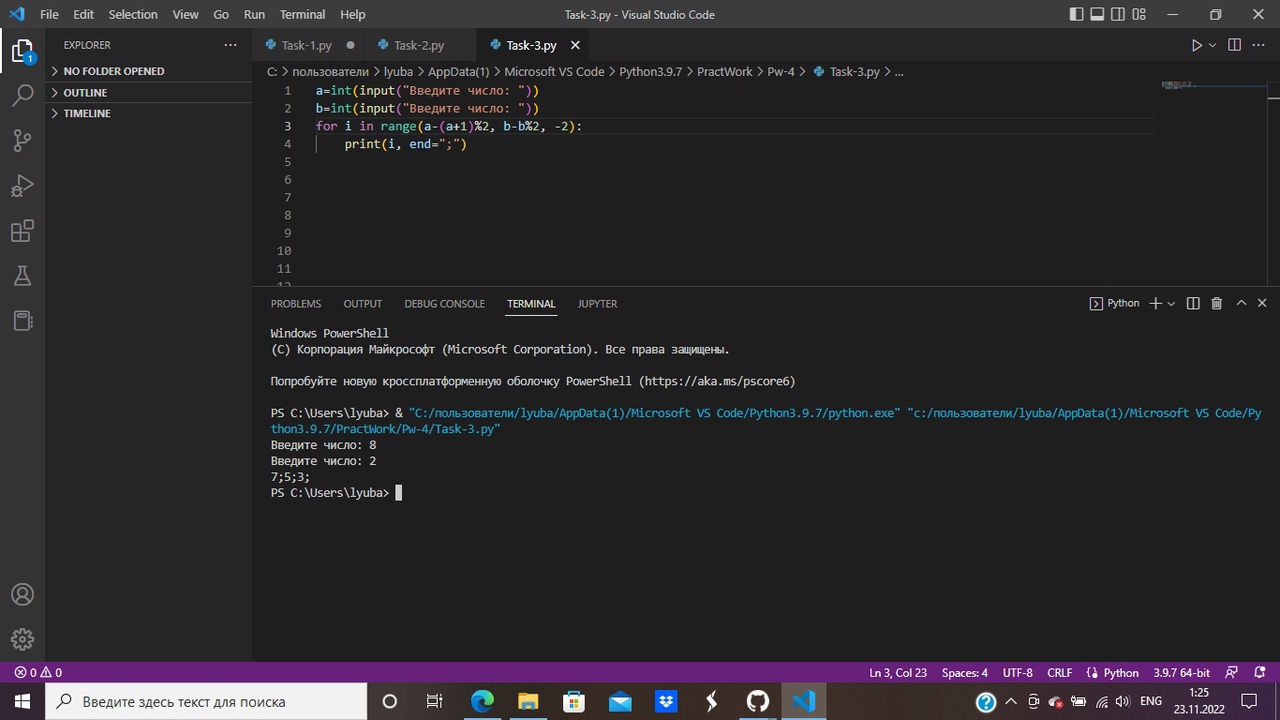 File Edit Selection View Go Run Terminal Help Task-3.py - Visual Studio Code
EXPLORER
1
NO FOLDER OPENED
OUTLINE
TIMELINE
Task-1.py Task-2.py Task-3.py
C: > пользователи > lyuba > AppData(1) > Microsoft VS Code > Python3.9.7 > PractWork > Pw-4 > Task-3.py > ...
1 a=int(input("Введите число: "))
2 b=int(input("Введите число: "))
3 for i in range(a-(a+1)%2, b-b%2, -2):
4     print(i, end=";")
5
6
7
8
9
10
11
12
PROBLEMS OUTPUT DEBUG CONSOLE TERMINAL JUPYTER Python
Windows PowerShell
(C) Корпорация Майкрософт (Microsoft Corporation). Все права защищены.
Попробуйте новую кроссплатформенную оболочку PowerShell (https://aka.ms/pscore6)
PS C:\Users\lyuba> & "C:/пользователи/lyuba/AppData(1)/Microsoft VS Code/Python3.9.7/python.exe" "c:/пользователи/lyuba/AppData(1)/Microsoft VS Code/Py
thon3.9.7/PractWork/Pw-4/Task-3.py"
Введите число: 8
Введите число: 2
7;5;3;
PS C:\Users\lyuba>
0 0 Ln 3, Col 23 Spaces: 4 UTF-8 CRLF Python 3.9.7 64-bit
Введите здесь текст для поиска
ENG
1:25
23.11.2022